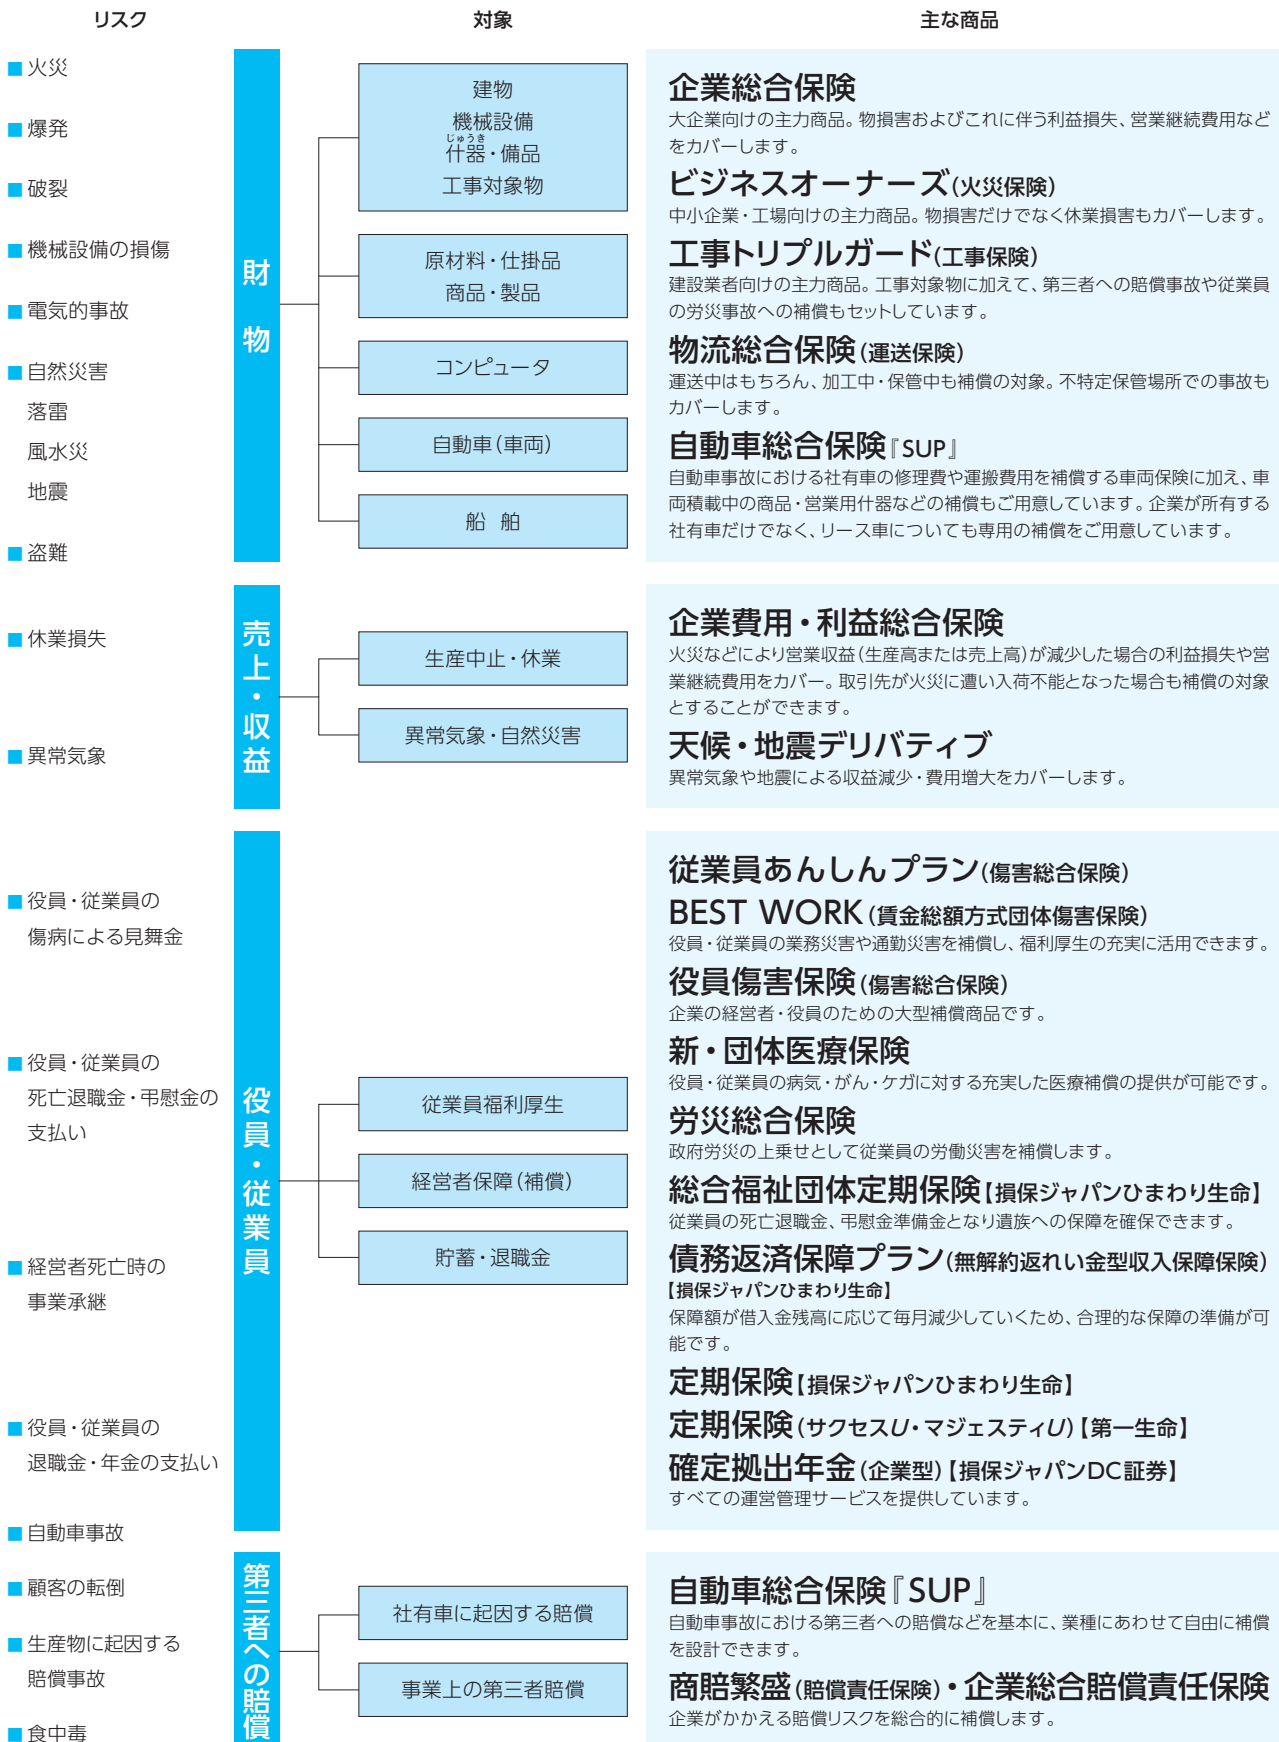 リスク
対象
主な商品
■火災
■爆発
■破裂
■機械設備の損傷
■電気的事故
■自然災害
落雷
風水災
地震
■盗難
財物
建物
機械設備
じゅうき
什器・備品
工事対象物
原材料・仕掛品
商品・製品
コンピュータ
自動車(車両)
船 舶
企業総合保険
大企業向けの主力商品。物損害およびこれに伴う利益損失、営業継続費用など
をカバーします。
ビジネスオーナーズ(火災保険)
中小企業・工場向けの主力商品。物損害だけでなく休業損害もカバーします。
工事トリプルガード(工事保険)
建設業者向けの主力商品。工事対象物に加えて、第三者への賠償事故や従業員
の労災事故への補償もセットしています。
物流総合保険(運送保険)
運送中はもちろん、加工中・保管中も補償の対象。不特定保管場所での事故も
カバーします。
自動車総合保険『SUP』
自動車事故における社有車の修理費や運搬費用を補償する車両保険に加え、車
両積載中の商品・営業用什器などの補償もご用意しています。企業が所有する
社有車だけでなく、リース車についても専用の補償をご用意しています。
■休業損失
■異常気象
売上・収益
生産中止・休業
異常気象・自然災害
企業費用・利益総合保険
火災などにより営業収益(生産高または売上高)が減少した場合の利益損失や営
業継続費用をカバー。取引先が火災に遭い入荷不能となった場合も補償の対象
とすることができます。
天候・地震デリバティブ
異常気象や地震による収益減少・費用増大をカバーします。
■役員・従業員の
傷病による見舞金
■役員・従業員の
死亡退職金・弔慰金の
支払い
■経営者死亡時の
事業承継
■役員・従業員の
退職金・年金の支払い
役員・従業員
従業員福利厚生
経営者保障(補償)
貯蓄・退職金
従業員あんしんプラン(傷害総合保険)
BEST WORK(賃金総額方式団体傷害保険)
役員・従業員の業務災害や通勤災害を補償し、福利厚生の充実に活用できます。
役員傷害保険(傷害総合保険)
企業の経営者・役員のための大型補償商品です。
新・団体医療保険
役員・従業員の病気・がん・ケガに対する充実した医療補償の提供が可能です。
労災総合保険
政府労災の上乗せとして従業員の労働災害を補償します。
総合福祉団体定期保険【損保ジャパンひまわり生命】
従業員の死亡退職金、弔慰金準備金となり遺族への保障を確保できます。
債務返済保障プラン(無解約返れい金型収入保障保険)
【損保ジャパンひまわり生命】
保障額が借入金残高に応じて毎月減少していくため、合理的な保障の準備が可
能です。
定期保険【損保ジャパンひまわり生命】
定期保険(サクセスU・マジェスティU)【第一生命】
確定拠出年金(企業型)【損保ジャパンDC証券】
すべての運営管理サービスを提供しています。
■自動車事故
■顧客の転倒
■生産物に起因する
賠償事故
■食中毒
第三者への賠償
社有車に起因する賠償
事業上の第三者賠償
自動車総合保険『SUP』
自動車事故における第三者への賠償などを基本に、業種にあわせて自由に補償
を設計できます。
商賠繁盛(賠償責任保険)・企業総合賠償責任保険
企業がかかえる賠償リスクを総合的に補償します。